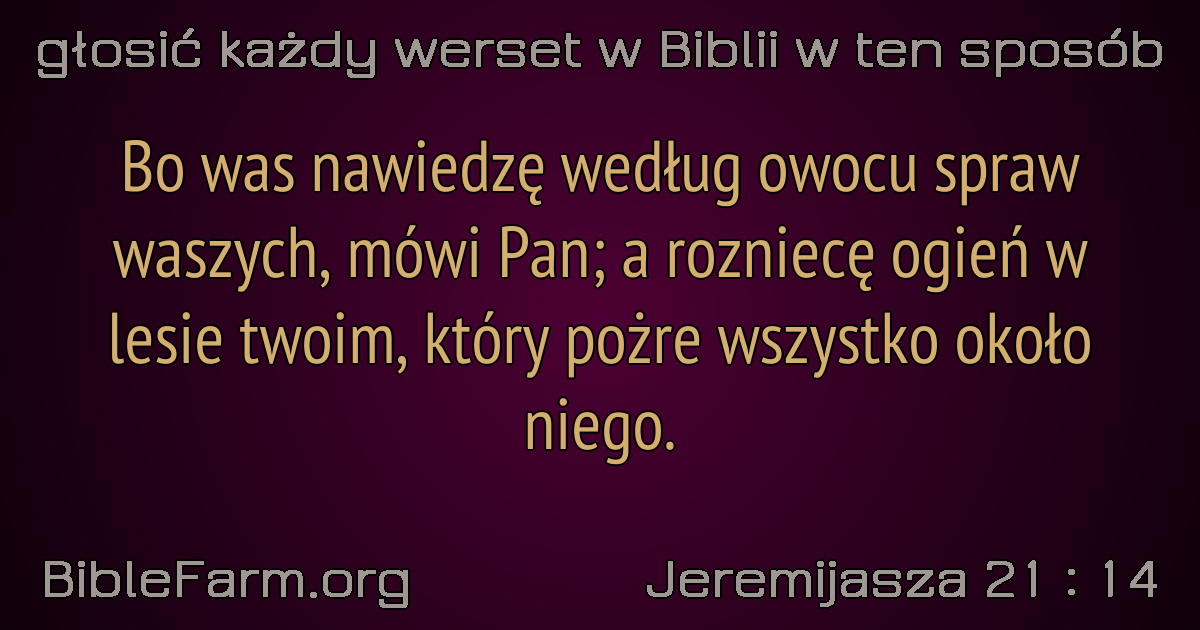 głosić każdy werset w Biblii w ten sposób
Bo was nawiedzę według owocu spraw
waszych, mówi Pan; a rozniecę ogień w
lesie twoim, który pożre wszystko około
niego.
BibleFarm.org
Jeremijasza 21 : 14